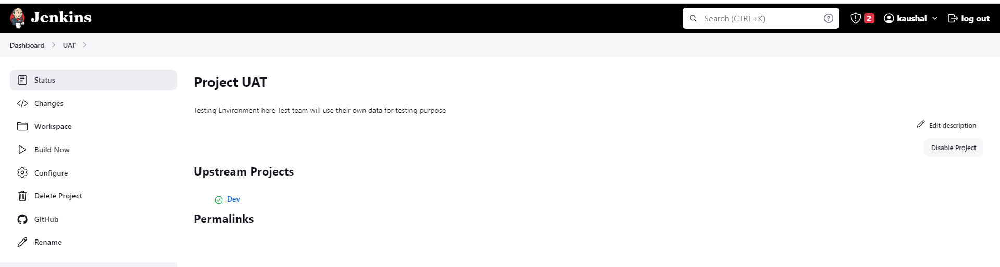 Jenkins
Search (CTRL+K)
2
kaushal
log out
Dashboard
UAT
Status
Changes
Workspace
Build Now
Configure
Delete Project
GitHub
Rename
Project UAT
Testing Environment here Test team will use their own data for testing purpose
Edit description
Disable Project
Upstream Projects
Dev
Permalinks